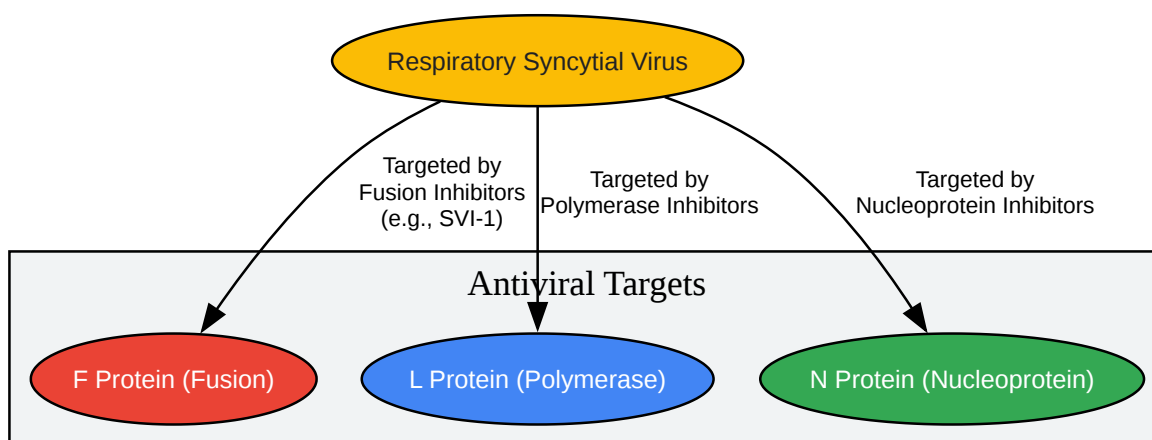 Respiratory Syncytial Virus
Targeted by
Fusion Inhibitors
(e.g., SVI-1)
Targeted by
Polymerase Inhibitors
Targeted by
Nucleoprotein Inhibitors
Antiviral Targets
F Protein (Fusion)
L Protein (Polymerase)
N Protein (Nucleoprotein)